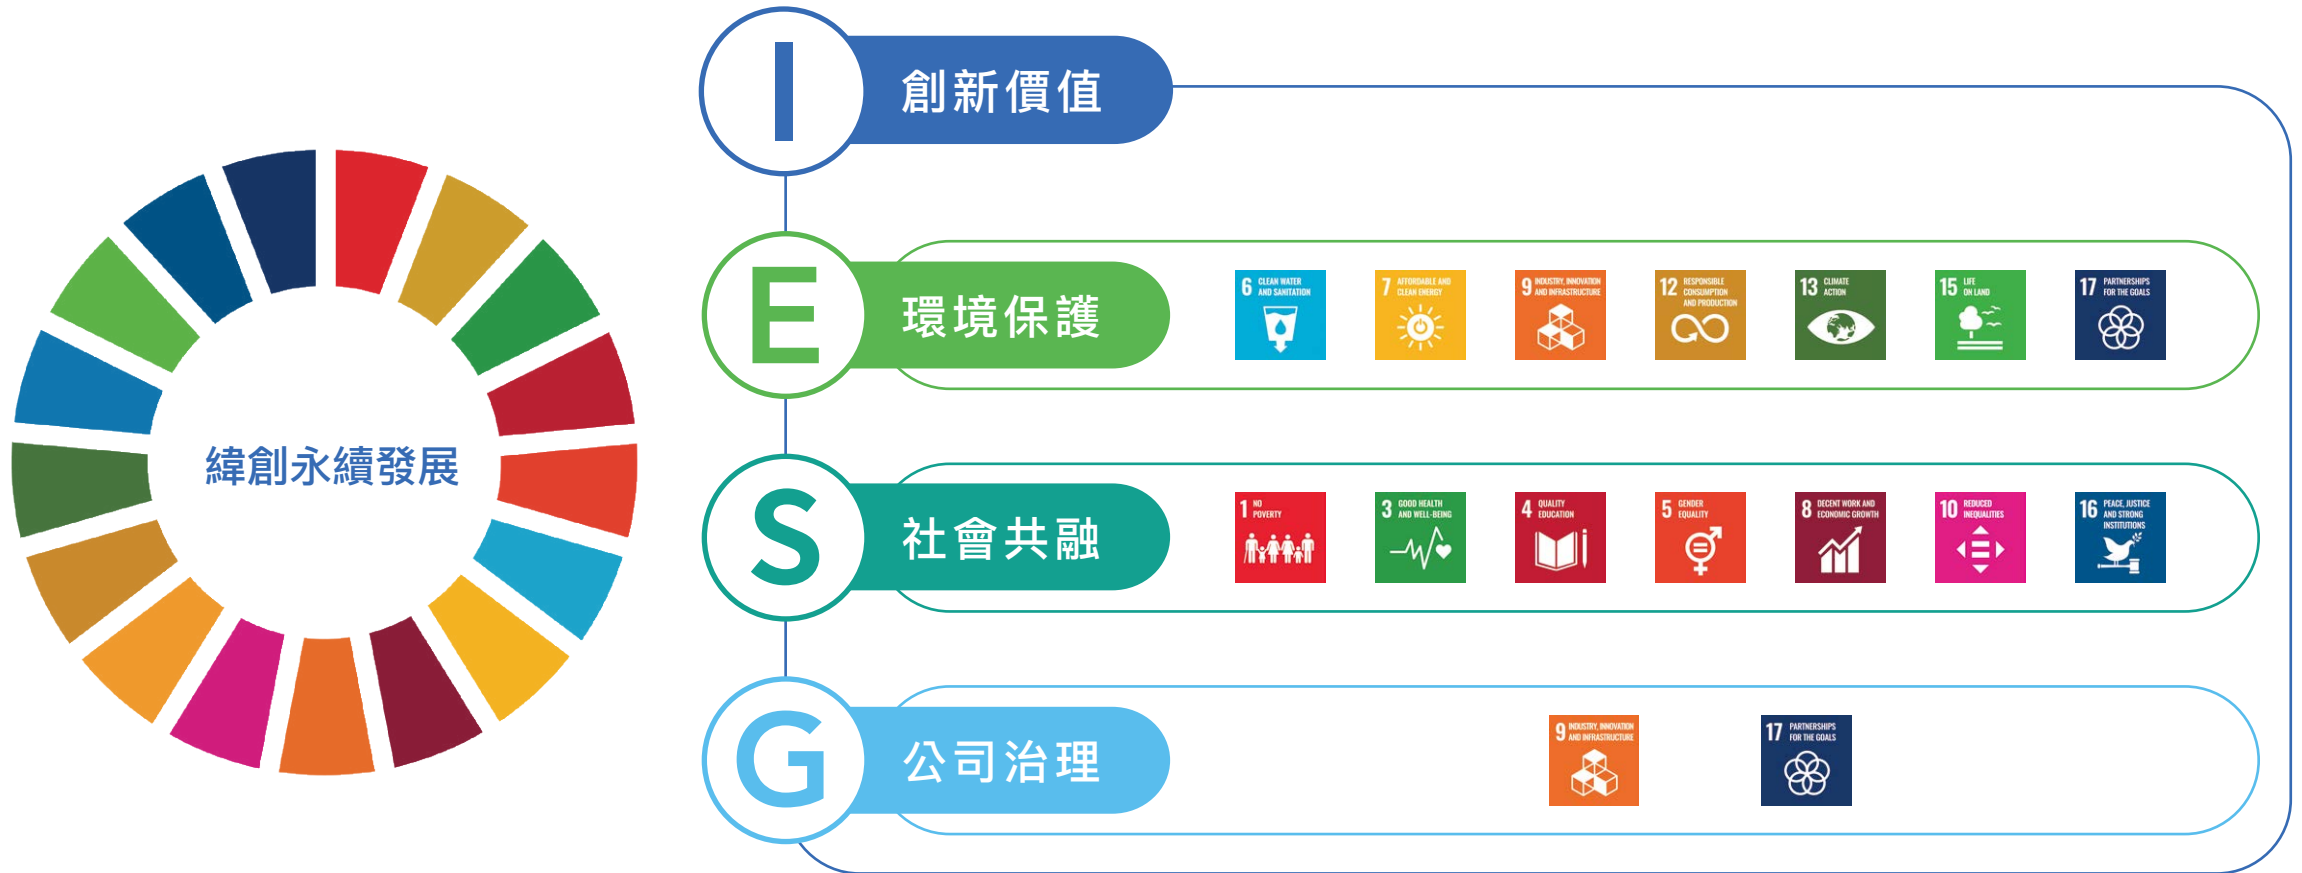 緯創永續發展
I
創新價值
E
環境保護
6 CLEAN WATER
AND SANITATION
7 AFFORDABLE AND
CLEAN ENERGY
9 INDUSTRY, INNOVATION
AND INFRASTRUCTURE
12 RESPONSIBLE
CONSUMPTION
AND PRODUCTION
13 CLIMATE
ACTION
15 LIFE
ON LAND
17 PARTNERSHIPS
FOR THE GOALS
S
社會共融
1 NO
POVERTY
3 GOOD HEALTH
AND WELL-BEING
4 QUALITY
EDUCATION
5 GENDER
EQUALITY
8 DECENT WORK AND
ECONOMIC GROWTH
10 REDUCED
INEQUALITIES
16 PEACE, JUSTICE
AND STRONG
INSTITUTIONS
G
公司治理
9 INDUSTRY, INNOVATION
AND INFRASTRUCTURE
17 PARTNERSHIPS
FOR THE GOALS